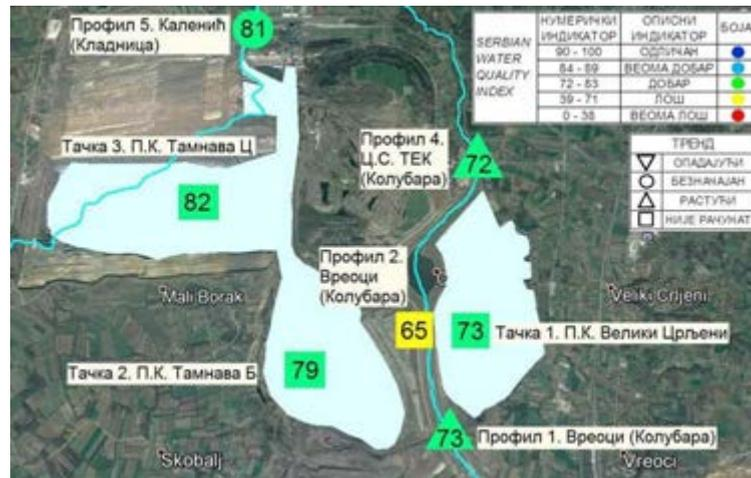 Профил 5. Каленић
(Кладница)
81
SERBIAN
WATER
QUALITY
INDEX
НУМЕРИЧКИ
ИНДИКАТОР
ОПИСНИ
ИНДИКАТОР
БОЈА
90 - 100 ОДЛИЧАН
84 - 89 ВЕОМА ДОБАР
72 - 83 ДОБАР
39 - 71 ЛОШ
0 - 38 ВЕОМА ЛОШ
ТРЕНД
ОПАДАЈУЋИ
БЕЗНАЧАЈАН
РАСТУЋИ
НИЈЕ РАЧУНАТ
Тачка 3. П.К. Тамнава Ц
82
Профил 4.
Ц.С. ТЕК
(Колубара)
72
Профил 2.
Вреоци
(Колубара)
Mali Borak
Veliki Crljeni
65
73
Тачка 1. П.К. Велики Црљени
Тачка 2. П.К. Тамнава Б
79
73
Профил 1. Вреоци (Колубара)
Skobalj
Vreoci